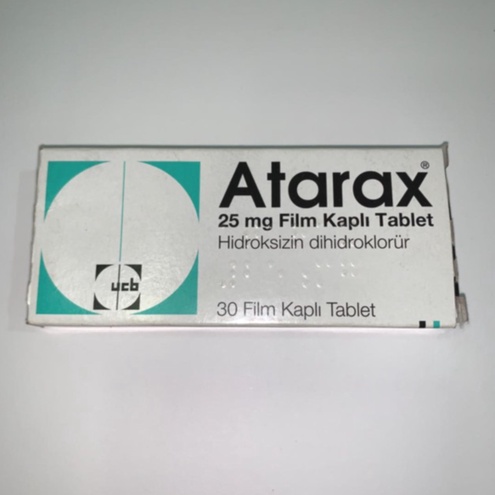 Atarax®
25 mg Film Kaplı Tablet
Hidroksizin dihidroklorür
30 Film Kaplı Tablet
ucb